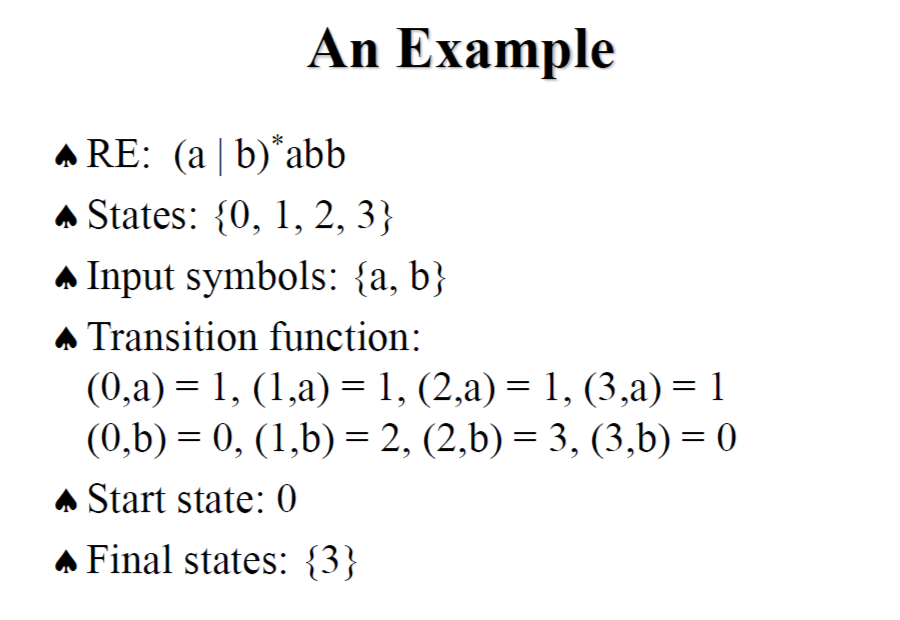 An Example
♠ RE: (a | b)*abb
♠ States: {0, 1, 2, 3}
♠ Input symbols: {a, b}
♠ Transition function:
(0,a) = 1, (1,a) = 1, (2,a) = 1, (3,a) = 1
(0,b) = 0, (1,b) = 2, (2,b) = 3, (3,b) = 0
♠ Start state: 0
♠ Final states: {3}